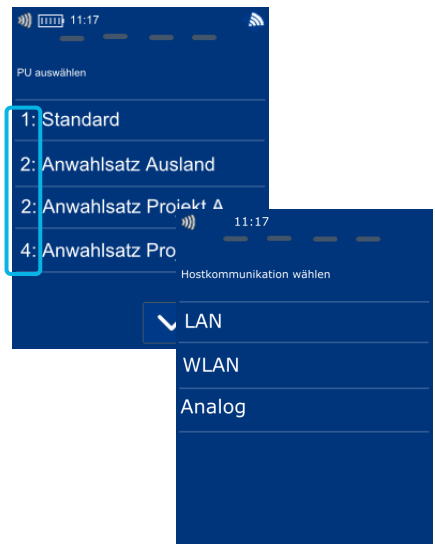 11:17
PU auswählen
1: Standard
2: Anwahlsatz Ausland
2: Anwahlsatz Projekt A
4: Anwahlsatz Pro
11:17
Hostkommunikation wählen
LAN
WLAN
Analog